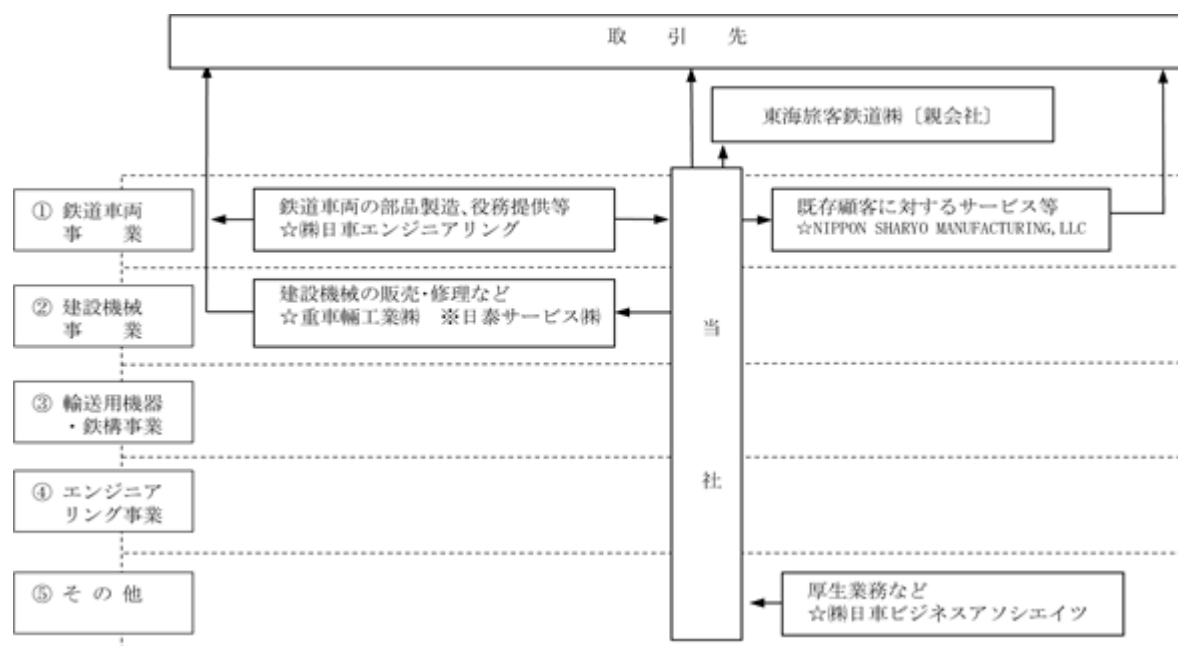 取 引 先
東海旅客鉄道㈱〔親会社〕
① 鉄道車両
事 業
鉄道車両の部品製造、役務提供等
☆㈱日車エンジニアリング
既存顧客に対するサービス等
☆NIPPON SHARYO MANUFACTURING,LLC
② 建設機械
事 業
建設機械の販売・修理など
☆重車輛工業㈱ ※日泰サービス㈱
当
社
③ 輸送用機器
・鉄構事業
④ エンジニア
リング事業
⑤ そ の 他
厚生業務など
☆㈱日車ビジネスアソシエイツ